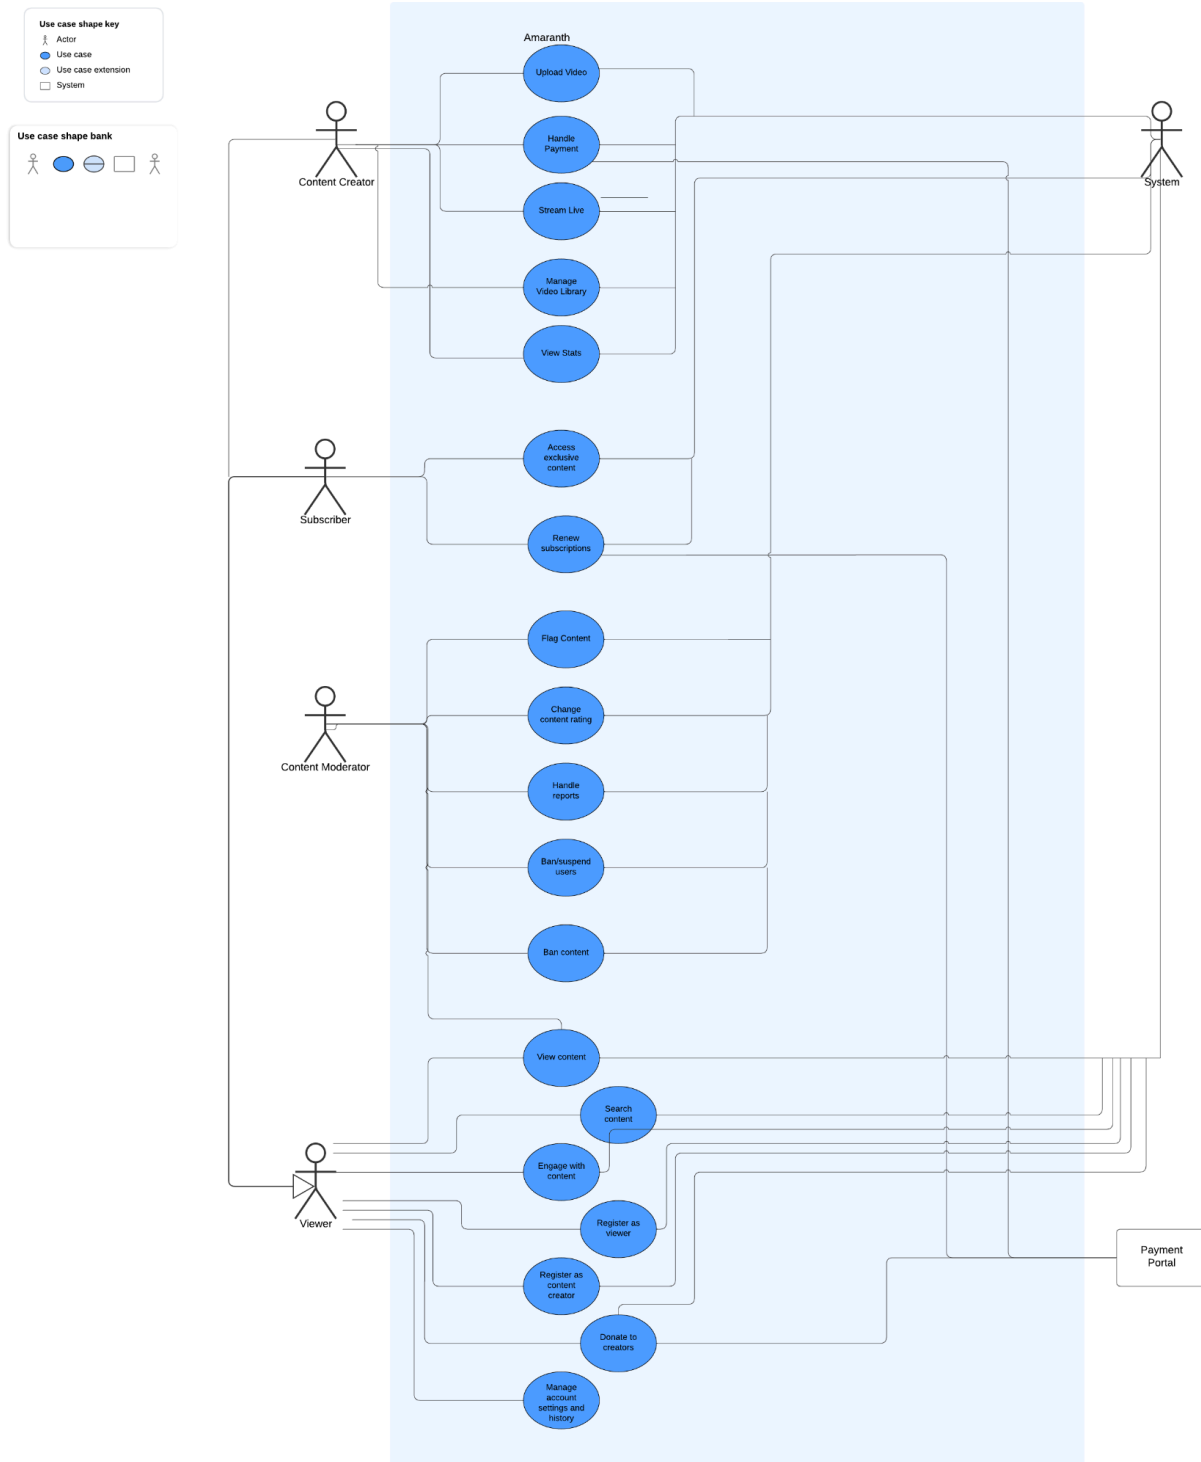 Use case shape key
Actor
Use case
Use case extension
System
Use case shape bank
Amaranth
Upload Video
Handle
Payment
Content Creator
System
Stream Live
Manage
Video Library
View Stats
Access
exclusive
content
Subscriber
Renew
subscriptions
Flag Content
Change
content rating
Content Moderator
Handle
reports
Ban/suspend
users
Ban content
View content
Search
content
Engage with
content
Viewer
Register as
viewer
Payment
Portal
Register as
content
creator
Donate to
creators
Manage
account
settings and
history